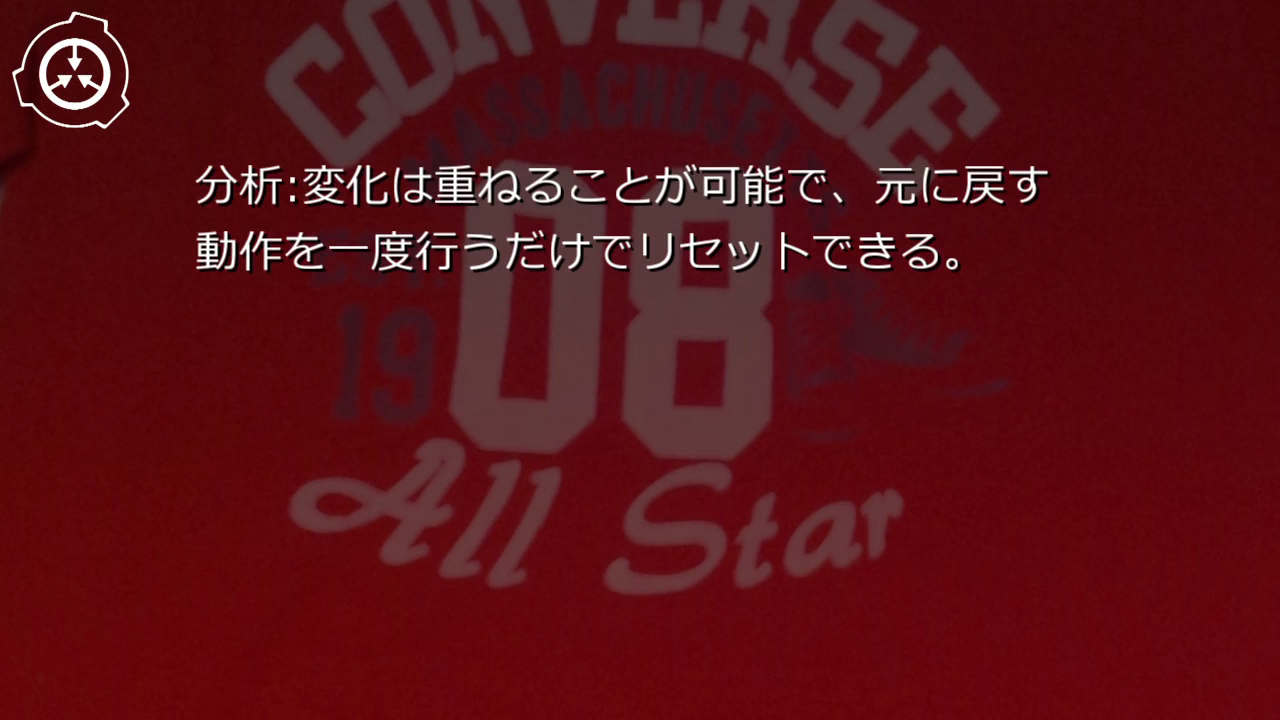 CONVERSE
MASSACHUSETTS
分析:変化は重ねることが可能で、元に戻す
動作を一度行うだけでリセットできる。
08
19
All Star